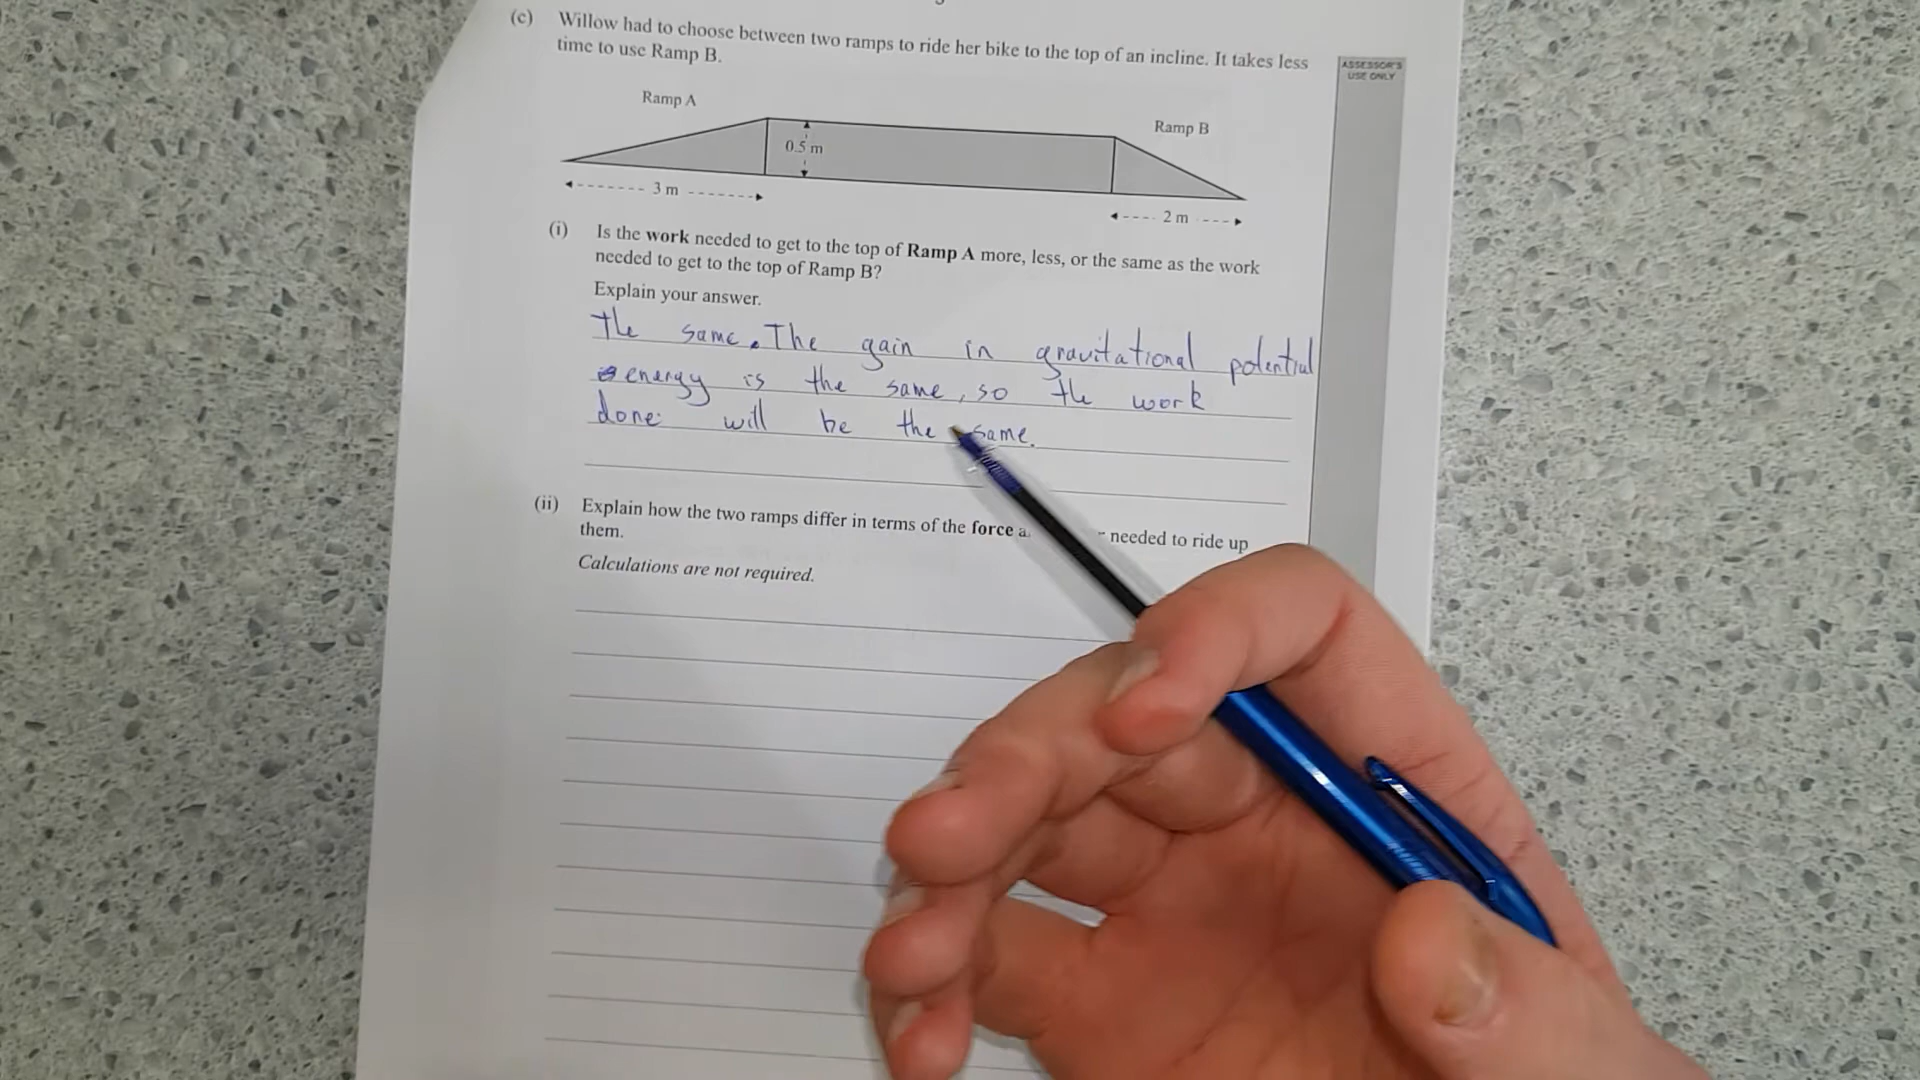 (c) Willow had to choose between two ramps to ride her bike to the top of an incline. It takes less
time to use Ramp B.
ASSESSOR'S
USE ONLY
Ramp A
Ramp B
0.5 m
3 m
2 m
(i) Is the work needed to get to the top of Ramp A more, less, or the same as the work
needed to get to the top of Ramp B?
Explain your answer.
the same. The gain in gravitational potential
energy is the same, so the work
done will be the same.
(ii) Explain how the two ramps differ in terms of the force needed to ride up
them.
Calculations are not required.